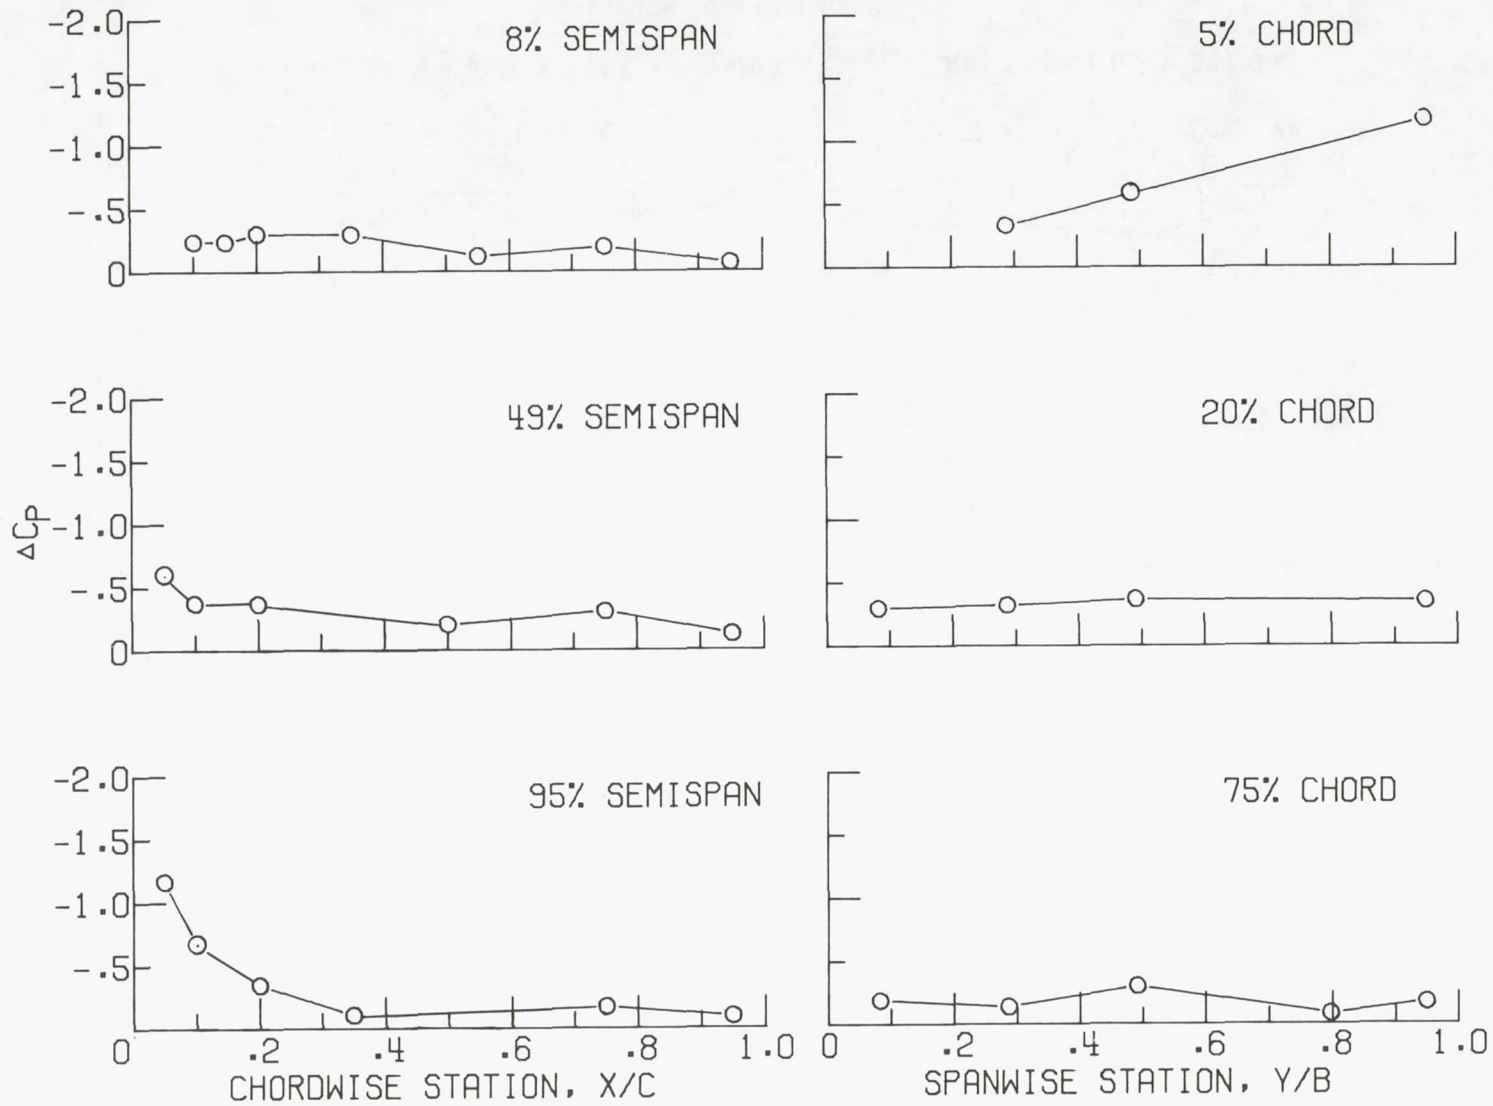 -2.0
-1.5
-1.0
-.5
0
8% SEMISPAN
5% CHORD
-2.0
-1.5
-1.0
-.5
0
49% SEMISPAN
20% CHORD
ΔCP
-2.0
-1.5
-1.0
-.5
95% SEMISPAN
75% CHORD
0 .2 .4 .6 .8 1.0
CHORDWISE STATION, X/C
0 .2 .4 .6 .8 1.0
SPANWISE STATION, Y/B